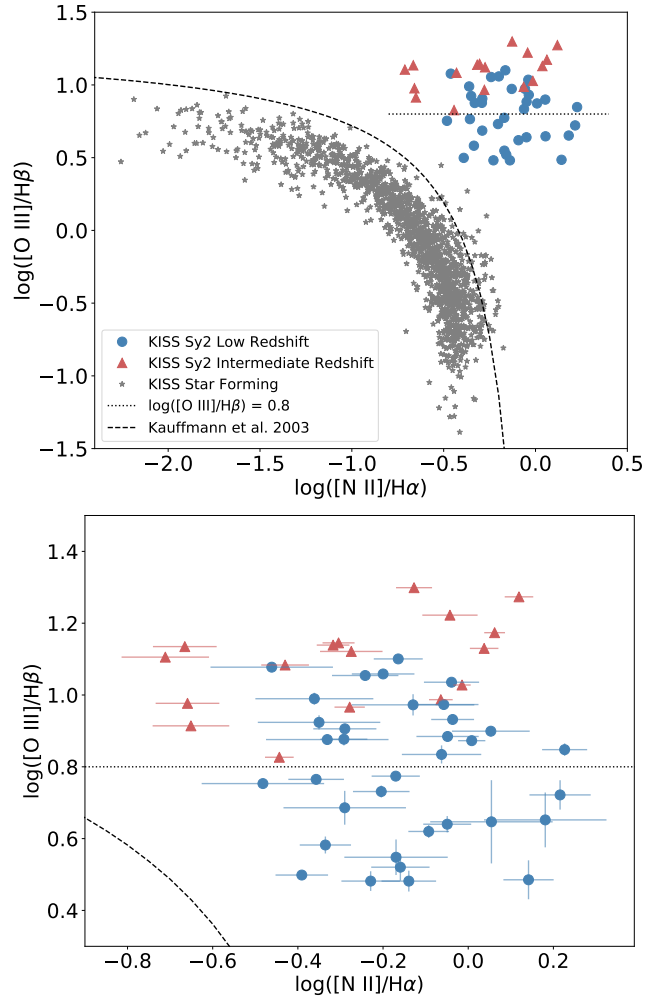 1.5
1.0
0.5
0.0
−0.5
−1.0
−1.5
log([O III]/Hβ)
KISS Sy2 Low Redshift
KISS Sy2 Intermediate Redshift
KISS Star Forming
log([O III]/Hβ) = 0.8
Kauffmann et al. 2003
−2.0 −1.5 −1.0 −0.5 0.0 0.5
log([N II]/Hα)
1.4
1.2
1.0
0.8
0.6
0.4
log([O III]/Hβ)
−0.8 −0.6 −0.4 −0.2 0.0 0.2
log([N II]/Hα)